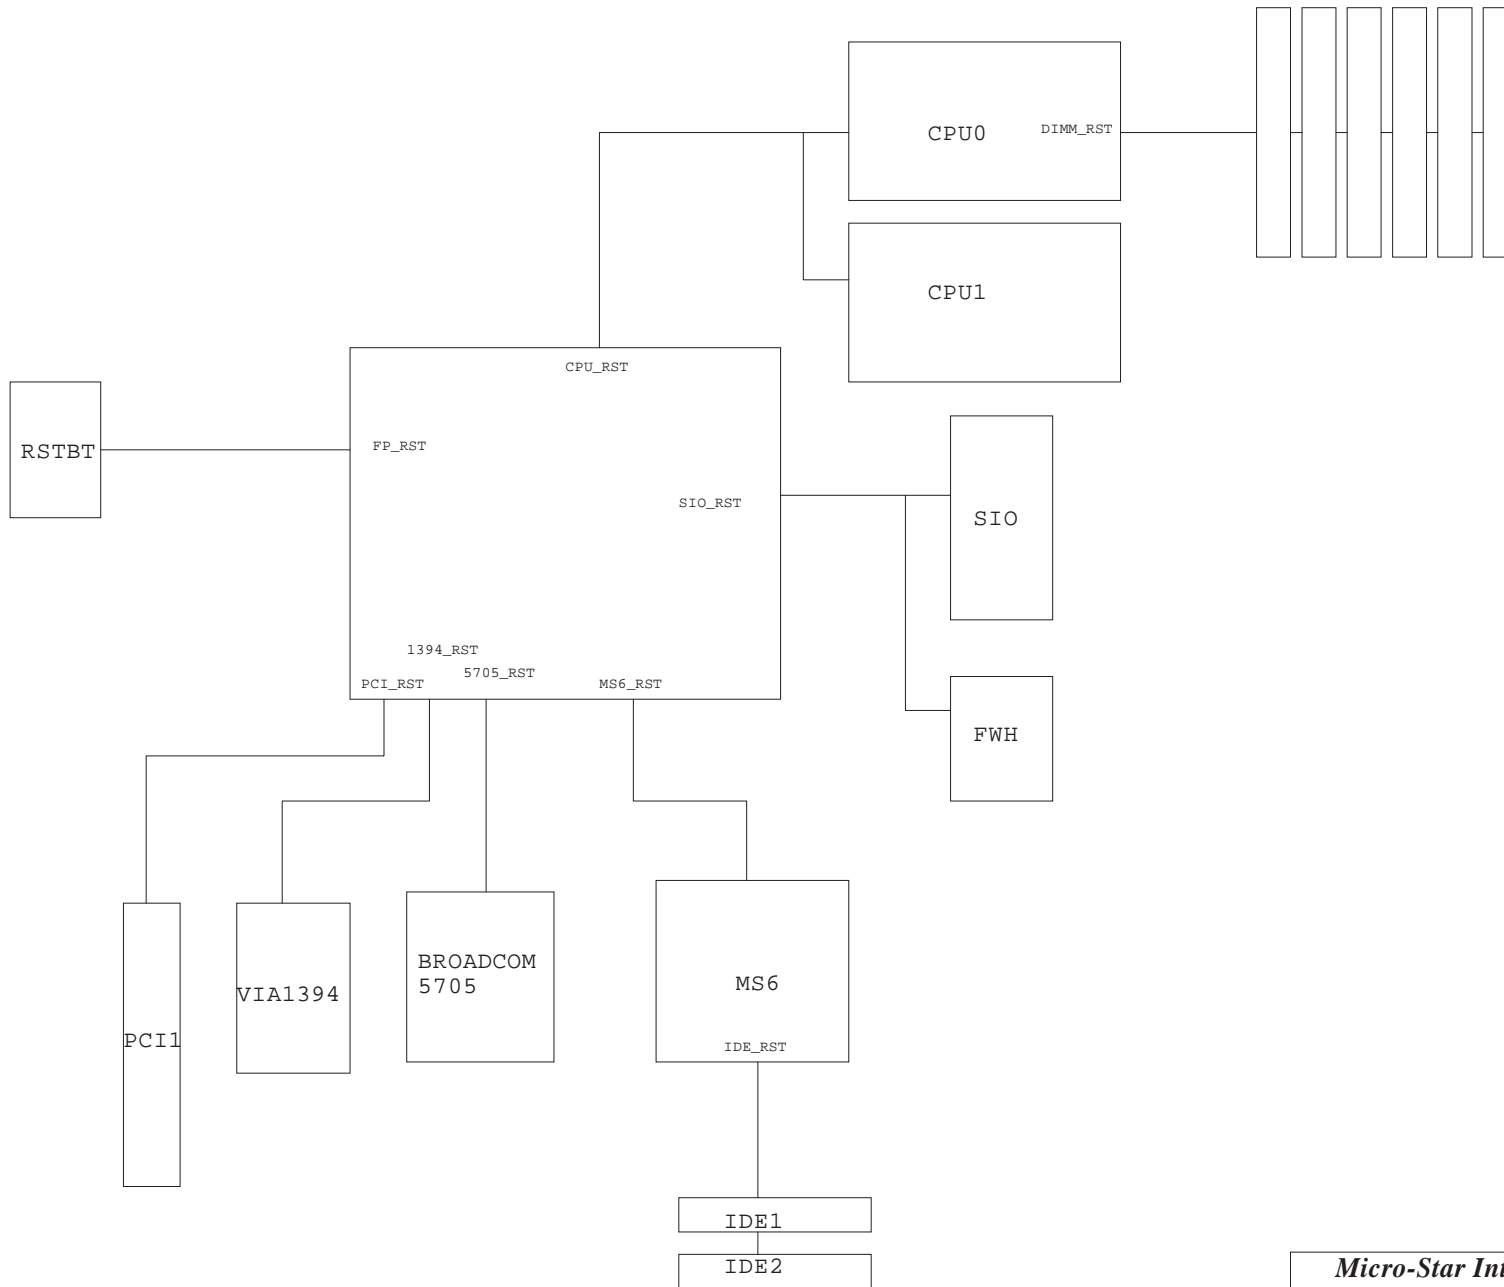 CPU0
DIMM_RST
CPU1
CPU_RST
RSTBT
FP_RST
SIO_RST
SIO
1394_RST
5705_RST
PCI_RST
MS6_RST
FWH
BROADCOM
5705
MS6
VIA1394
PCI1
IDE_RST
IDE1
IDE2
Micro-Star